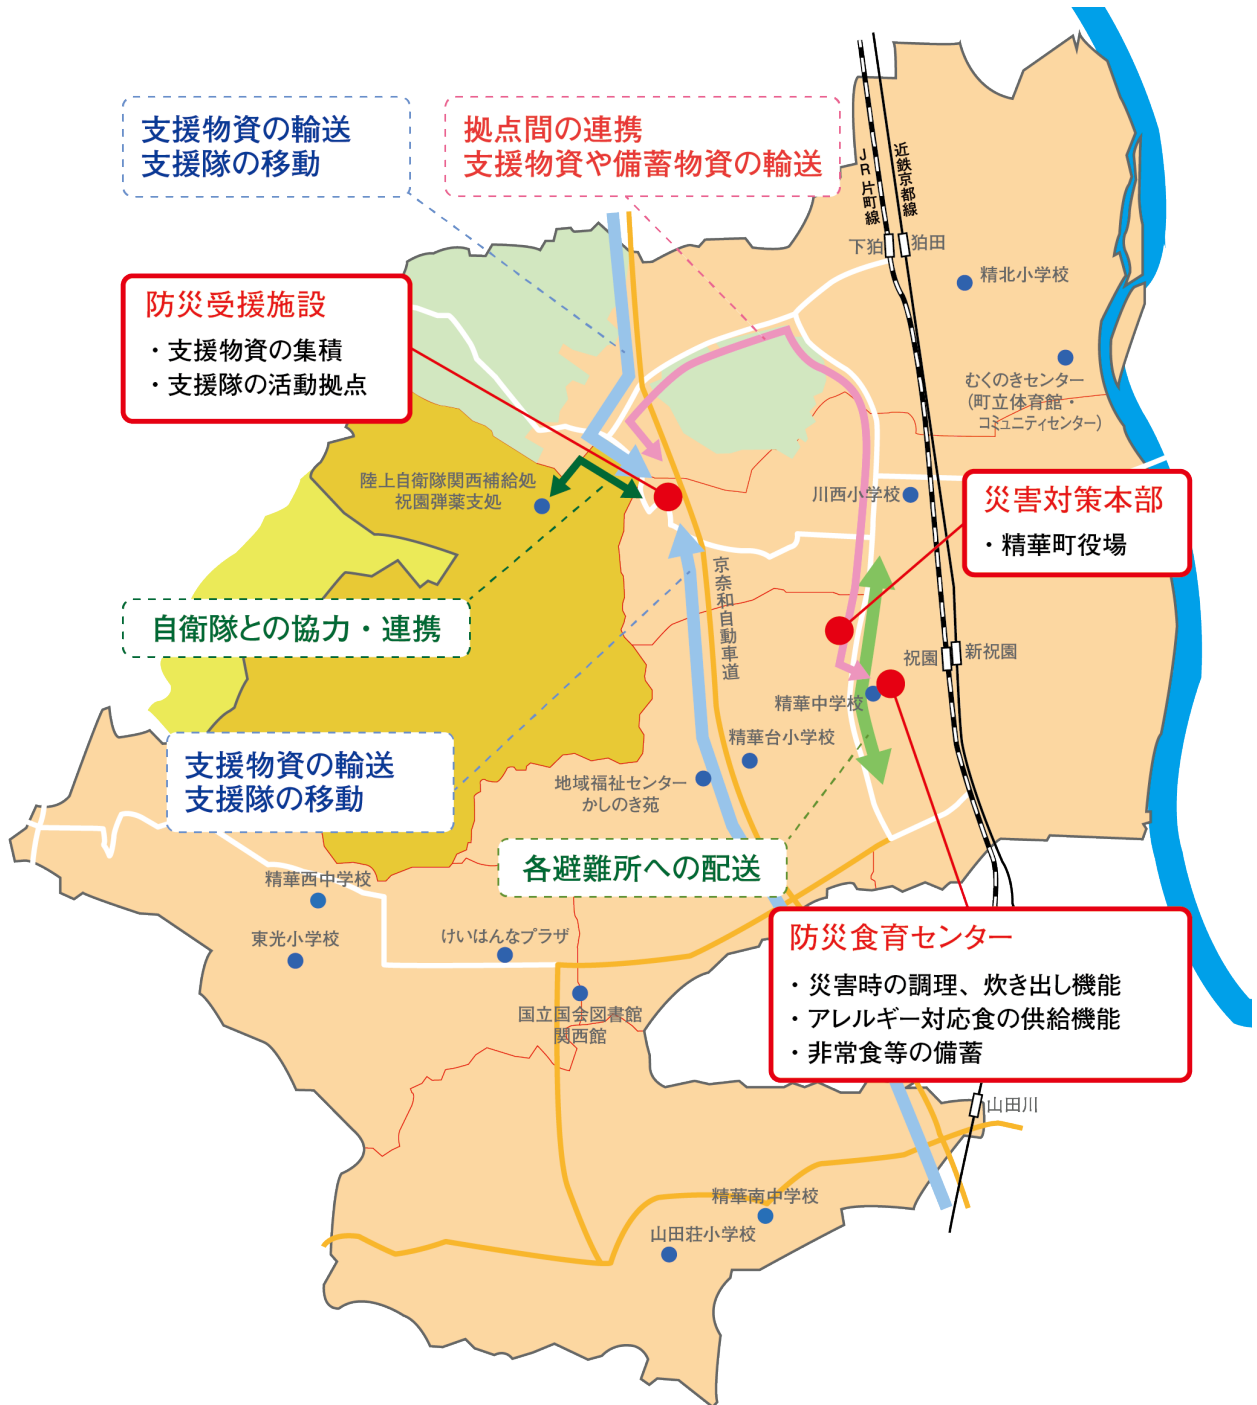 支援物資の輸送
支援隊の移動
拠点間の連携
支援物資や備蓄物資の輸送
近鉄京都線
JR片町線
下狛
狛田
精北小学校
防災受援施設
・支援物資の集積
・支援隊の活動拠点
むくのきセンター
(町立体育館・
コミュニティセンター)
陸上自衛隊関西補給処
祝園弾薬支処
川西小学校
災害対策本部
・精華町役場
京奈和自動車道
自衛隊との協力・連携
祝園
新祝園
精華中学校
精華台小学校
支援物資の輸送
支援隊の移動
地域福祉センター
かしのき苑
各避難所への配送
精華西中学校
東光小学校
けいはんなプラザ
防災食育センター
・災害時の調理、炊き出し機能
・アレルギー対応食の供給機能
・非常食等の備蓄
国立国会図書館
関西館
山田川
精華南中学校
山田荘小学校